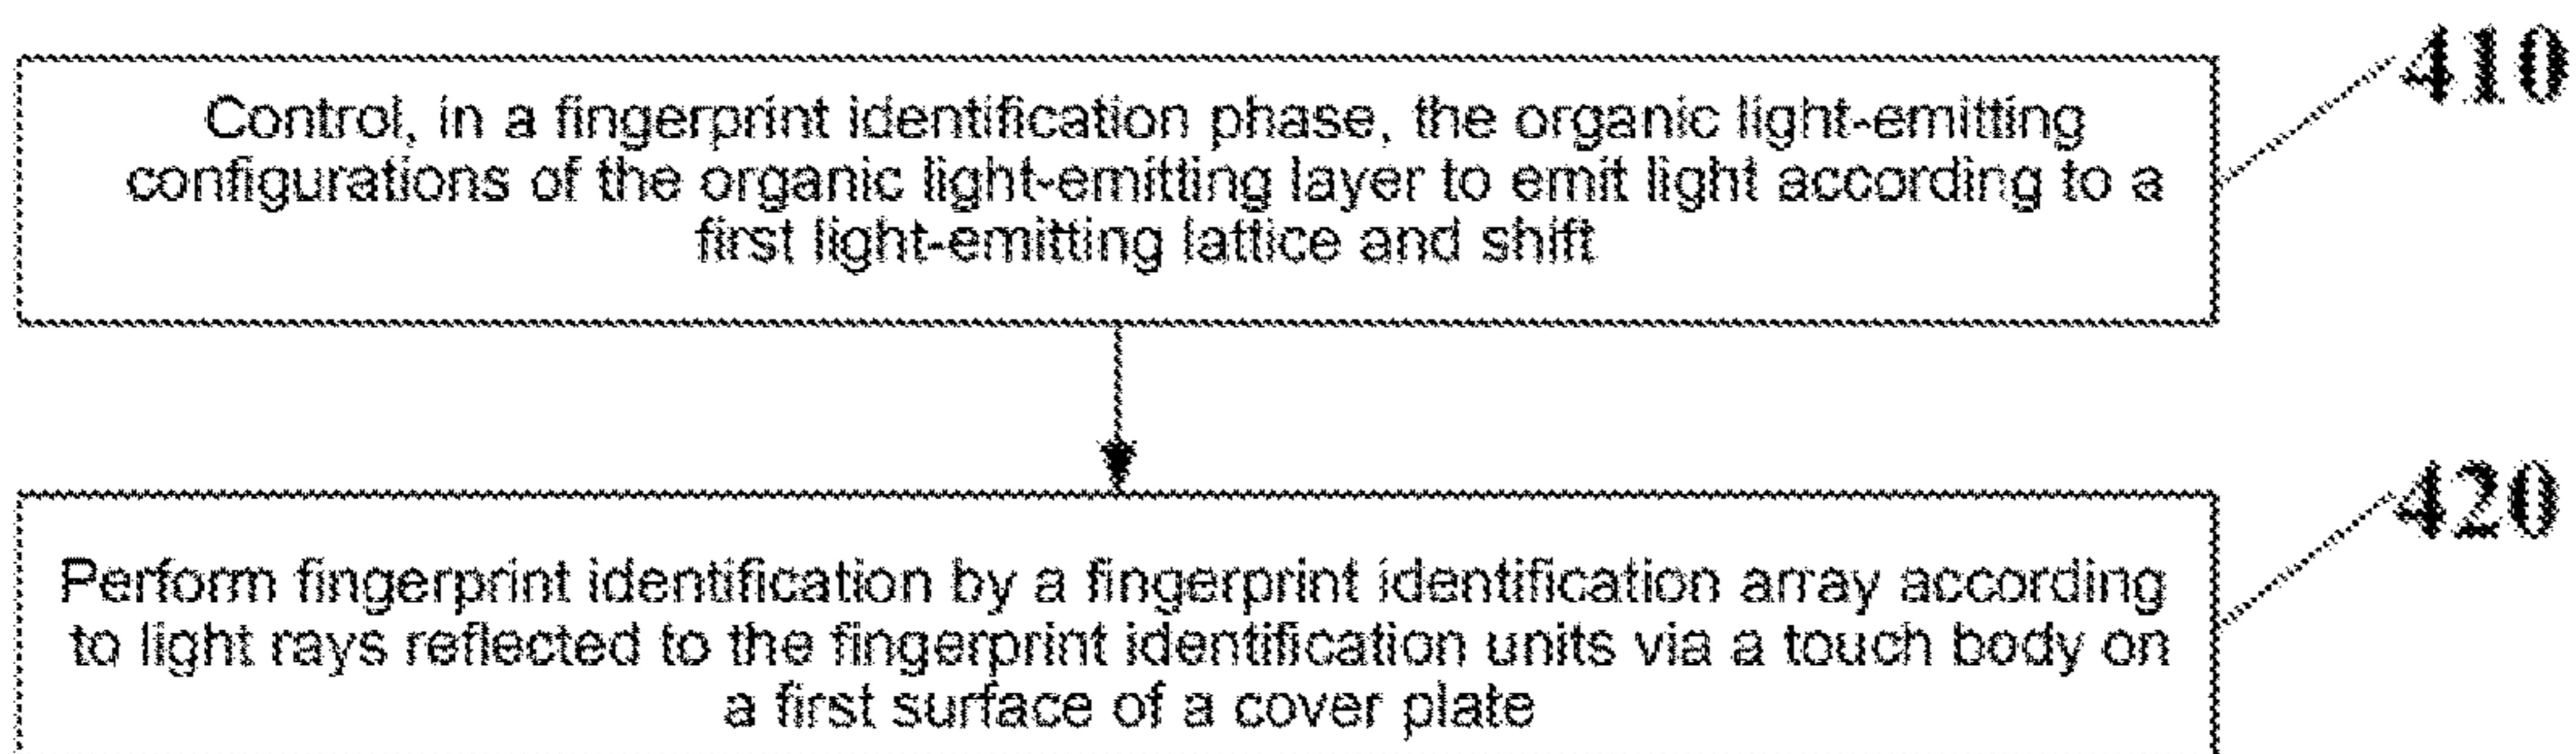 410
Control, in a fingerprint identification phase, the organic light-emitting
configurations of the organic light-emitting layer to emit light according to a
first light-emitting lattice and shift
420
Perform fingerprint identification by a fingerprint identification array according
to light rays reflected to the fingerprint identification units via a touch body on
a first surface of a cover plate